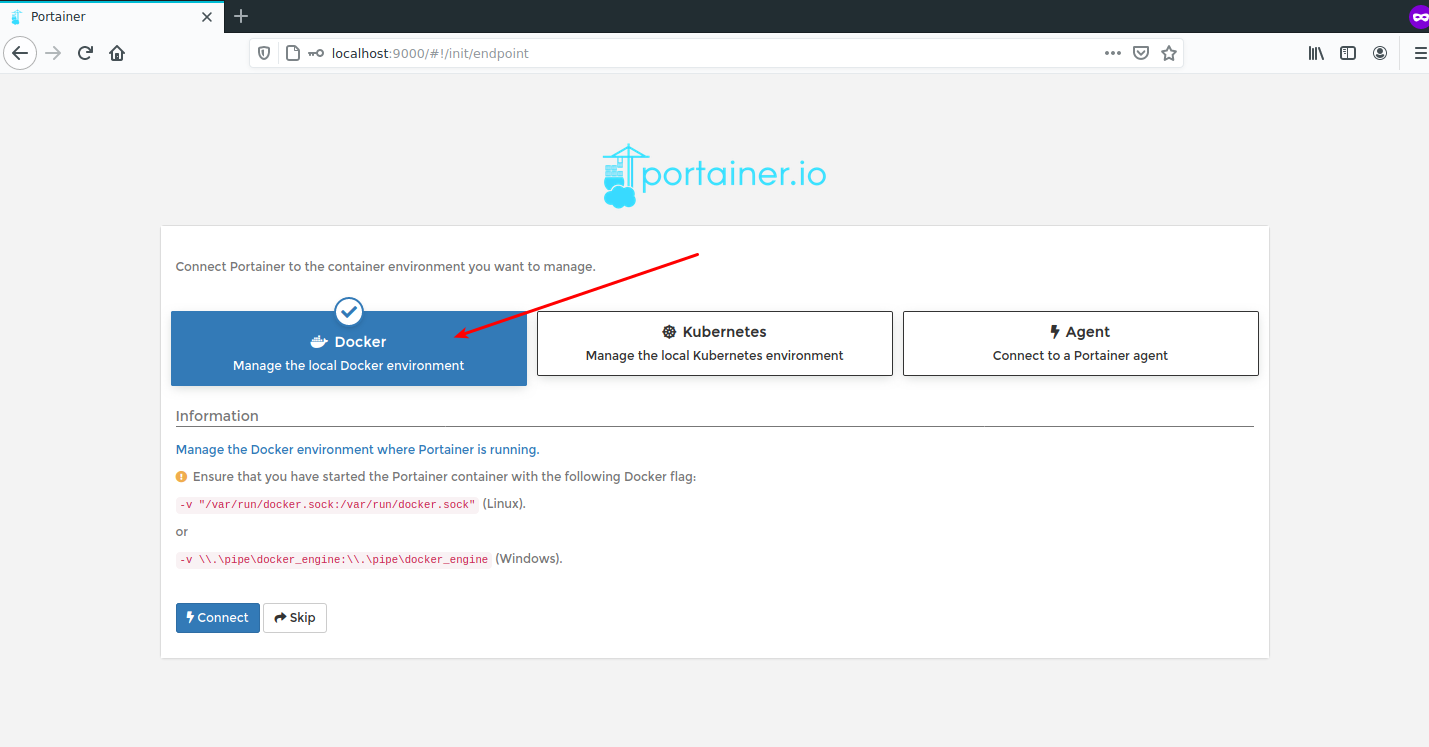 Portainer
localhost:9000/#!/init/endpoint
portainer.io
Connect Portainer to the container environment you want to manage.
Docker
Manage the local Docker environment
Kubernetes
Manage the local Kubernetes environment
Agent
Connect to a Portainer agent
Information
Manage the Docker environment where Portainer is running.
Ensure that you have started the Portainer container with the following Docker flag:
-v "/var/run/docker.sock:/var/run/docker.sock" (Linux).
or
-v \\.\pipe\docker_engine:\\.\pipe\docker_engine (Windows).
Connect Skip